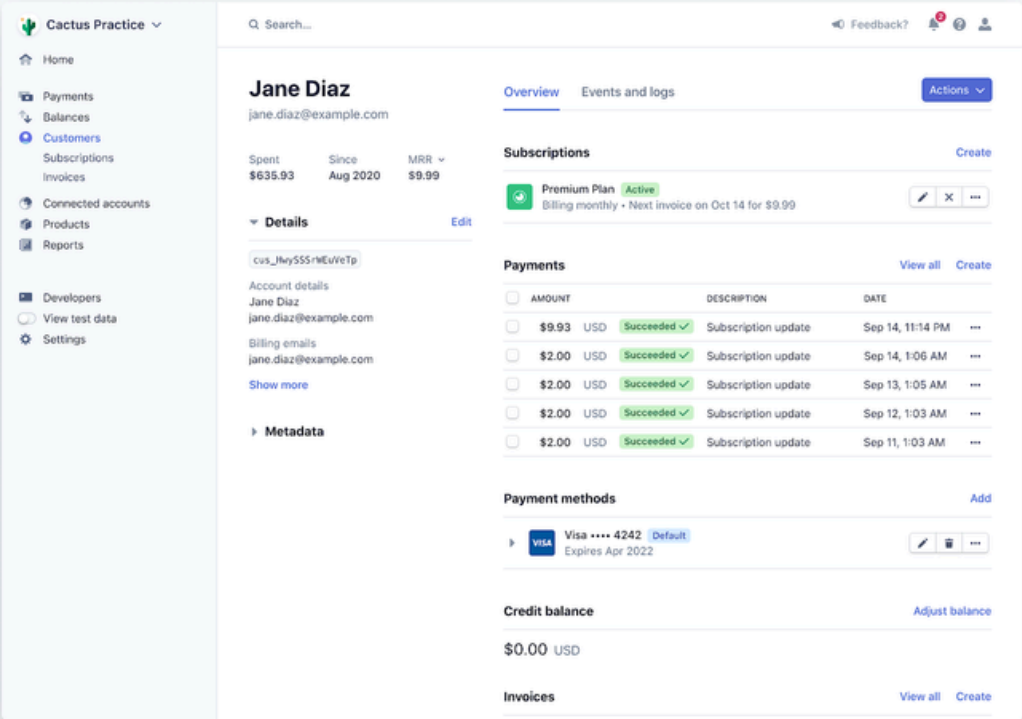 Cactus Practice
Search...
Feedback?
2
Home
Payments
Balances
Customers
Subscriptions
Invoices
Connected accounts
Products
Reports
Developers
View test data
Settings
Jane Diaz
jane.diaz@example.com
Spent Since MRR
$635.93 Aug 2020 $9.99
Details Edit
cus_HwySSSrWEuVeTp
Account details
Jane Diaz
jane.diaz@example.com
Billing emails
jane.diaz@example.com
Show more
Metadata
Overview Events and logs Actions
Subscriptions Create
Premium Plan Active
Billing monthly • Next invoice on Oct 14 for $9.99
Payments View all Create
AMOUNT DESCRIPTION DATE
$9.93 USD Succeeded Subscription update Sep 14, 11:14 PM
$2.00 USD Succeeded Subscription update Sep 14, 1:06 AM
$2.00 USD Succeeded Subscription update Sep 13, 1:05 AM
$2.00 USD Succeeded Subscription update Sep 12, 1:03 AM
$2.00 USD Succeeded Subscription update Sep 11, 1:03 AM
Payment methods Add
VISA Visa •••• 4242 Default
Expires Apr 2022
Credit balance Adjust balance
$0.00 USD
Invoices View all Create